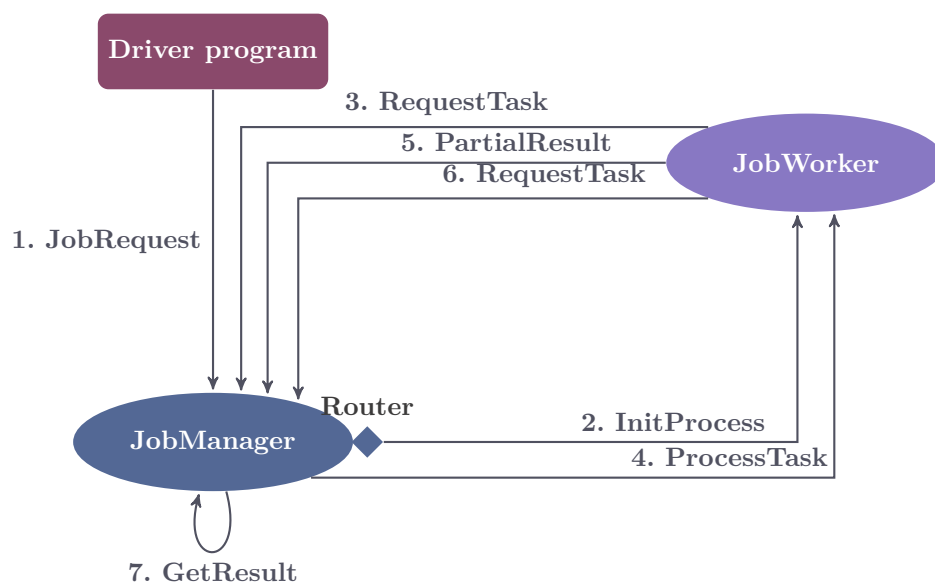 Driver program
3. RequestTask
5. PartialResult
JobWorker
6. RequestTask
1. JobRequest
Router
2. InitProcess
JobManager
4. ProcessTask
7. GetResult